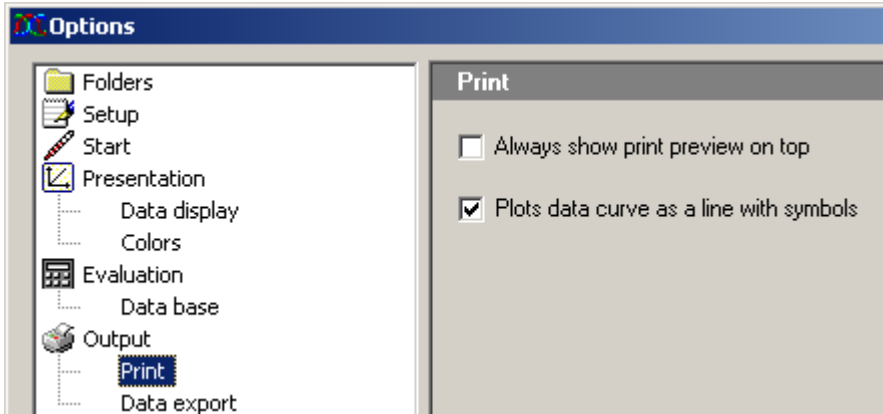 Options
Folders
Setup
Start
Presentation
Data display
Colors
Evaluation
Data base
Output
Print
Data export
Print
Always show print preview on top
Plots data curve as a line with symbols